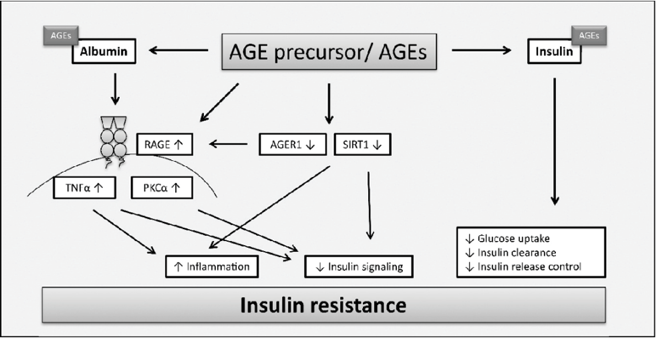 AGEs
Albumin
AGE precursor/ AGEs
AGEs
Insulin
RAGE ↑
AGER1 ↓
SIRT1 ↓
TNFα ↑
PKCα ↑
↑ Inflammation
↓ Insulin signaling
↓ Glucose uptake
↓ Insulin clearance
↓ Insulin release control
Insulin resistance